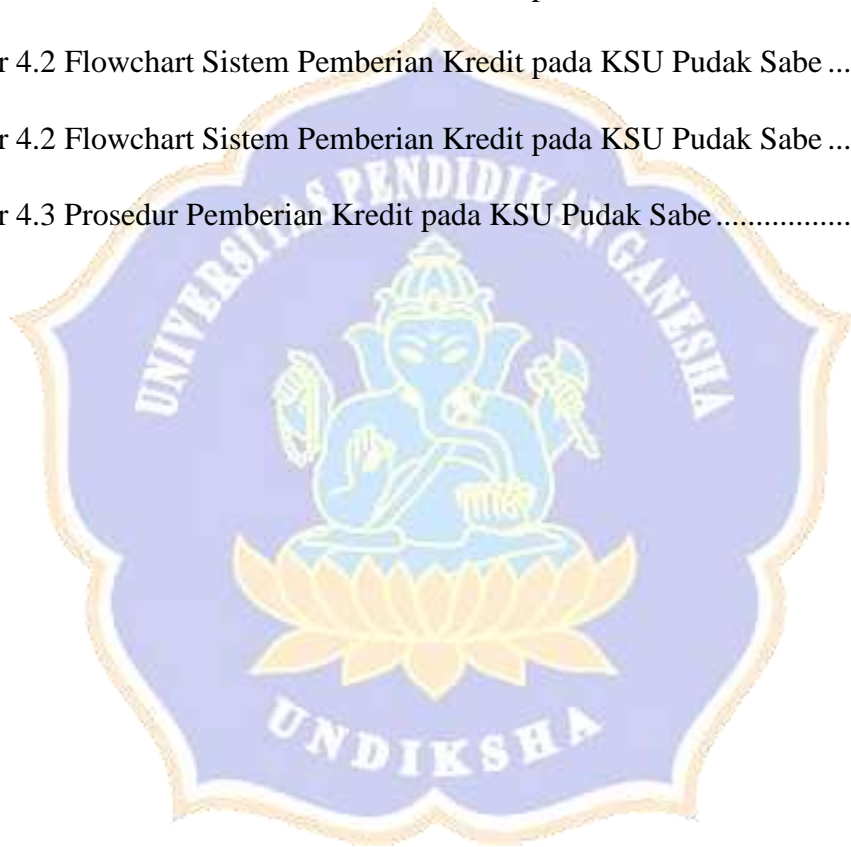 r 4.2 Flowchart Sistem Pemberian Kredit pada KSU Pudak Sabe ...
r 4.2 Flowchart Sistem Pemberian Kredit pada KSU Pudak Sabe ...
r 4.3 Prosedur Pemberian Kredit pada KSU Pudak Sabe .................
UNIVERSITAS PENDIDIKAN GANESHA
UNDIKSHA